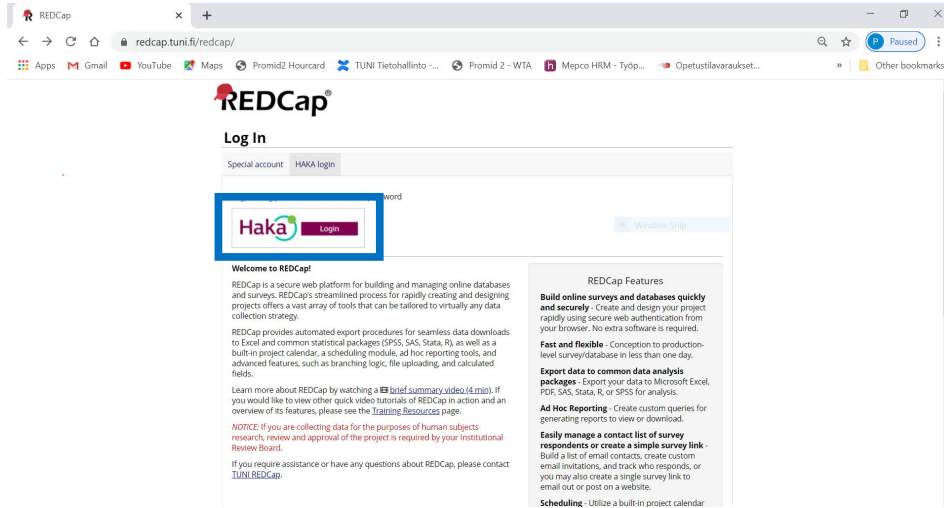 REDCap
redcap.tuni.fi/redcap/
P Paused
Apps Gmail YouTube Maps Promid2 Hourcard TUNI Tietohallinto -... Promid 2 - WTA Mepco HRM - Työp... Opetustilavaraukset... » Other bookmarks
REDCap®
Log In
Special account HAKA login
word
Haka Login
Window Snip
Welcome to REDCap!
REDCap is a secure web platform for building and managing online databases
and surveys. REDCap's streamlined process for rapidly creating and designing
projects offers a vast array of tools that can be tailored to virtually any data
collection strategy.
REDCap provides automated export procedures for seamless data downloads
to Excel and common statistical packages (SPSS, SAS, Stata, R), as well as a
built-in project calendar, a scheduling module, ad hoc reporting tools, and
advanced features, such as branching logic, file uploading, and calculated
fields.
Learn more about REDCap by watching a brief summary video (4 min). If
you would like to view other quick video tutorials of REDCap in action and an
overview of its features, please see the Training Resources page.
NOTICE: If you are collecting data for the purposes of human subjects
research, review and approval of the project is required by your Institutional
Review Board.
If you require assistance or have any questions about REDCap, please contact
TUNI REDCap.
REDCap Features
Build online surveys and databases quickly
and securely - Create and design your project
rapidly using secure web authentication from
your browser. No extra software is required.
Fast and flexible - Conception to production-
level survey/database in less than one day.
Export data to common data analysis
packages - Export your data to Microsoft Excel,
PDF, SAS, Stata, R, or SPSS for analysis.
Ad Hoc Reporting - Create custom queries for
generating reports to view or download.
Easily manage a contact list of survey
respondents or create a simple survey link -
Build a list of email contacts, create custom
email invitations, and track who responds, or
you may also create a single survey link to
email out or post on a website.
Scheduling - Utilize a built-in project calendar